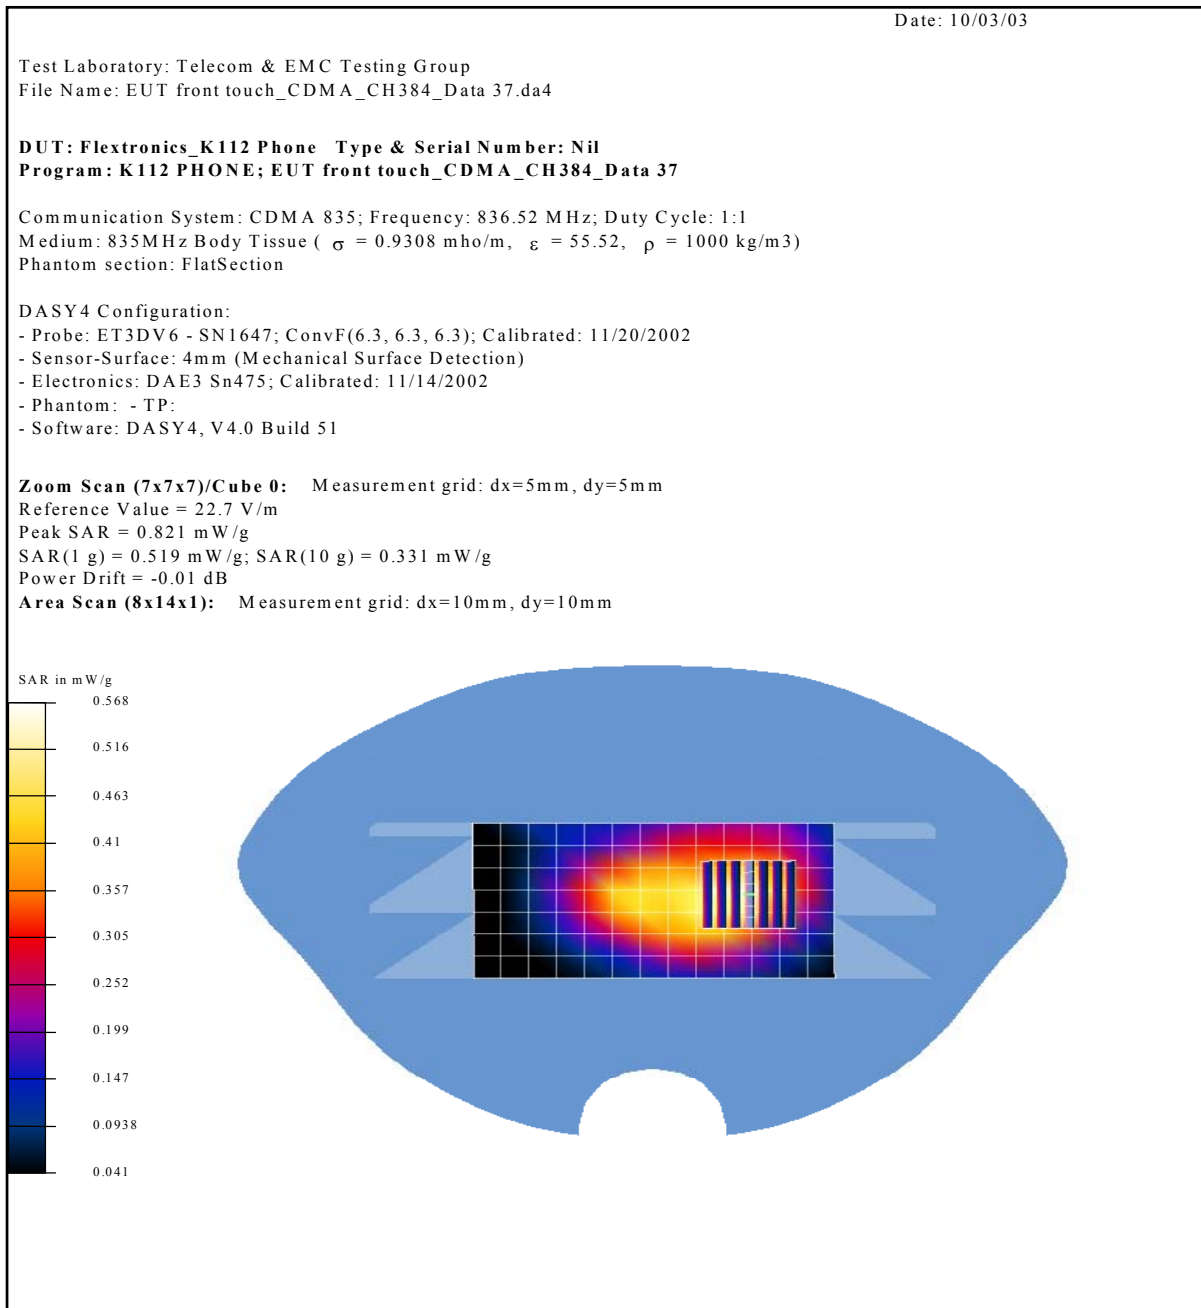 Date: 10/03/03
Test Laboratory: Telecom & EMC Testing Group
File Name: EUT front touch_CDMA_CH384_Data 37.da4
DUT: Flextronics_K112 Phone Type & Serial Number: Nil
Program: K112 PHONE; EUT front touch_CDMA_CH384_Data 37
Communication System: CDMA 835; Frequency: 836.52 MHz; Duty Cycle: 1:1
Medium: 835MHz Body Tissue ( σ = 0.9308 mho/m, ε = 55.52, ρ = 1000 kg/m3)
Phantom section: FlatSection
DASY4 Configuration:
- Probe: ET3DV6 - SN1647; ConvF(6.3, 6.3, 6.3); Calibrated: 11/20/2002
- Sensor-Surface: 4mm (Mechanical Surface Detection)
- Electronics: DAE3 Sn475; Calibrated: 11/14/2002
- Phantom: - TP:
- Software: DASY4, V4.0 Build 51
Zoom Scan (7x7x7)/Cube 0: Measurement grid: dx=5mm, dy=5mm
Reference Value = 22.7 V/m
Peak SAR = 0.821 mW/g
SAR(1 g) = 0.519 mW/g; SAR(10 g) = 0.331 mW/g
Power Drift = -0.01 dB
Area Scan (8x14x1): Measurement grid: dx=10mm, dy=10mm
SAR in mW/g
0.568
0.516
0.463
0.41
0.357
0.305
0.252
0.199
0.147
0.0938
0.041